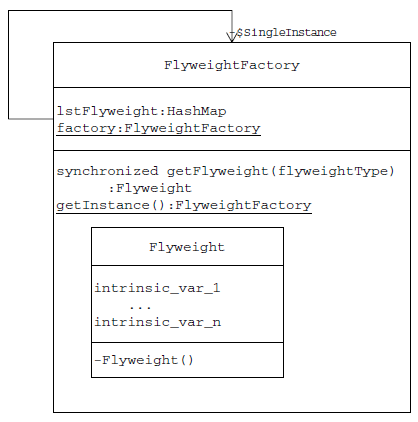 -$SingleInstance
FlyweightFactory
lstFlyweight:HashMap
factory:FlyweightFactory
synchronized getFlyweight(flyweightType)
:Flyweight
getInstance():FlyweightFactory
Flyweight
intrinsic_var_1
...
intrinsic_var_n
-Flyweight()